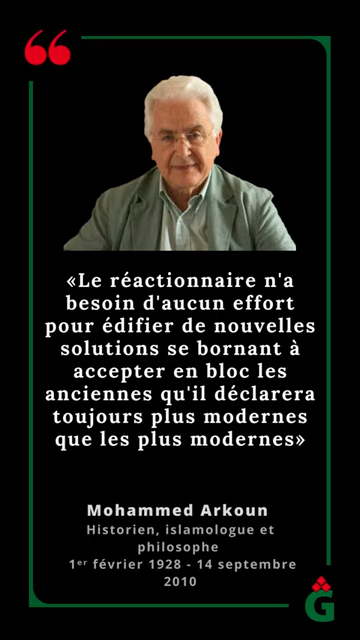 «Le réactionnaire n'a
besoin d'aucun effort
pour édifier de nouvelles
solutions se bornant à
accepter en bloc les
anciennes qu'il déclarera
toujours plus modernes
que les plus modernes»
Mohammed Arkoun
Historien, islamologue et
philosophe
1er février 1928 - 14 septembre
2010
G